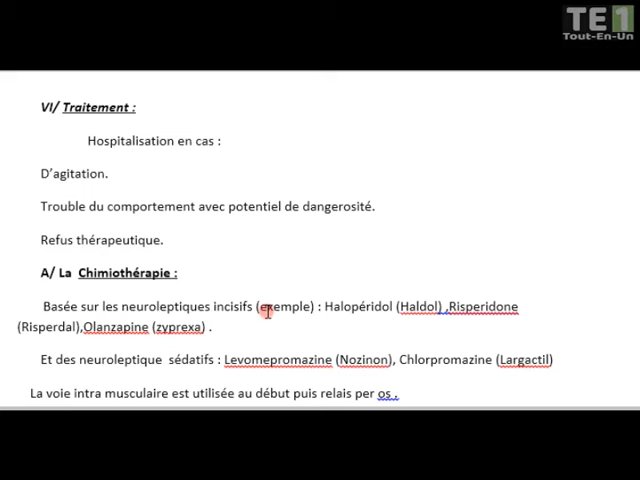 TE1
Tout-En-Un
VI/ Traitement :
Hospitalisation en cas :
D'agitation.
Trouble du comportement avec potentiel de dangerosité.
Refus thérapeutique.
A/ La Chimiothérapie :
Basée sur les neuroleptiques incisifs (exemple) : Halopéridol (Haldol) ,Risperidone
(Risperdal),Olanzapine (zyprexa) .
Et des neuroleptique sédatifs : Levomepromazine (Nozinon), Chlorpromazine (Largactil)
La voie intra musculaire est utilisée au début puis relais per os .